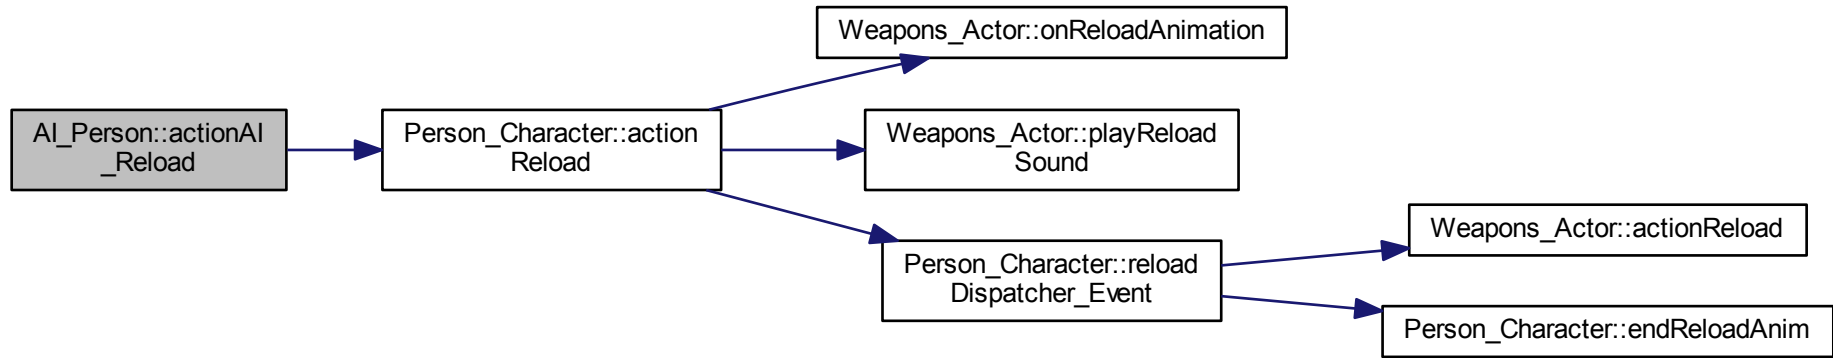 AI_Person::actionAI
_Reload
Person_Character::action
Reload
Weapons_Actor::onReloadAnimation
Weapons_Actor::playReload
Sound
Person_Character::reload
Dispatcher_Event
Weapons_Actor::actionReload
Person_Character::endReloadAnim